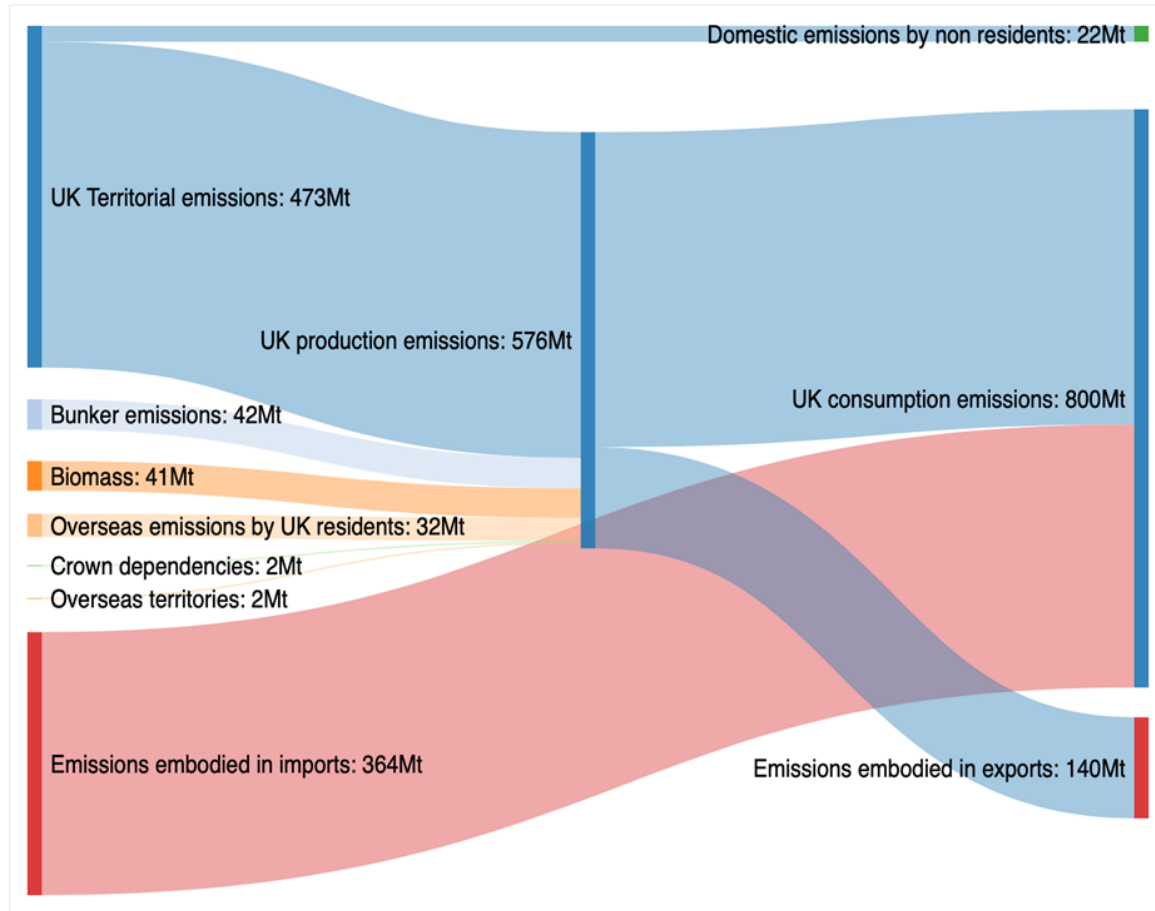 Domestic emissions by non residents: 22Mt
UK Territorial emissions: 473Mt
UK production emissions: 576Mt
UK consumption emissions: 800Mt
Bunker emissions: 42Mt
Biomass: 41Mt
Overseas emissions by UK residents: 32Mt
Crown dependencies: 2Mt
Overseas territories: 2Mt
Emissions embodied in imports: 364Mt
Emissions embodied in exports: 140Mt